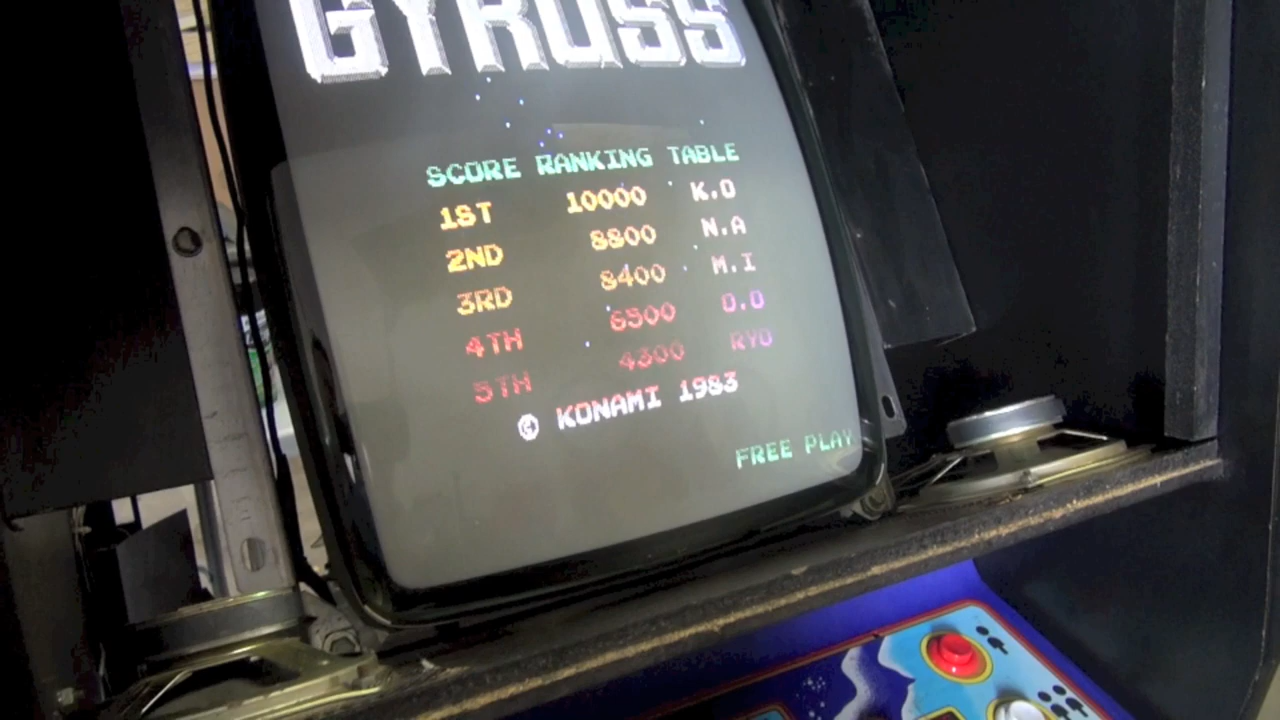 GYRUSS
SCORE RANKING TABLE
1ST 10000 K.O
2ND 8800 N.A
3RD 8400 M.I
4TH 6500 O.O
5TH 4300 RYO
© KONAMI 1983
FREE PLAY